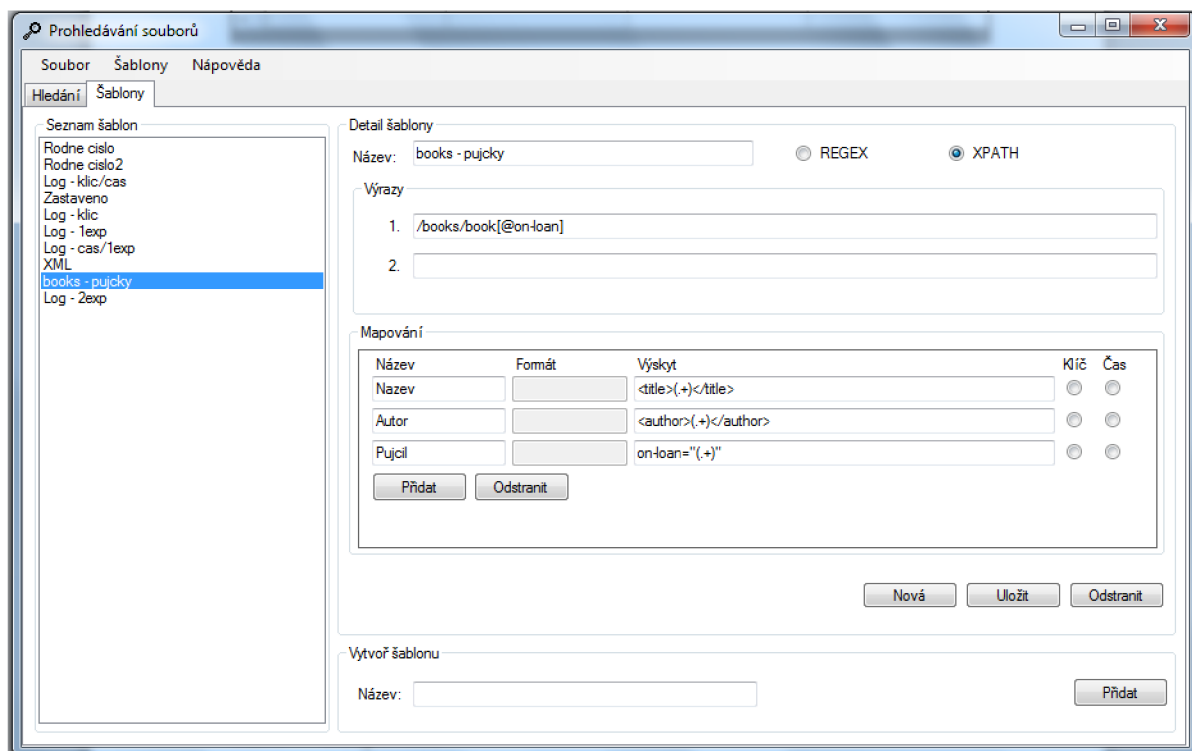 Prohledávání souborů
Soubor Šablony Nápověda
Hledání Šablony
Seznam šablon
Rodne cislo
Rodne cislo2
Log - klic/cas
Zastaveno
Log - klic
Log - 1exp
Log - cas/1exp
XML
books - pujcky
Log - 2exp
Detail šablony
Název: books - pujcky REGEX XPATH
Výrazy
1. /books/book[@on-loan]
2.
Mapování
Název Formát Výskyt Klíč Čas
Nazev <title>(.+)</title>
Autor <author>(.+)</author>
Pujcil on-loan="(.+)"
Přidat Odstranit
Nová Uložit Odstranit
Vytvoř šablonu
Název: Přidat